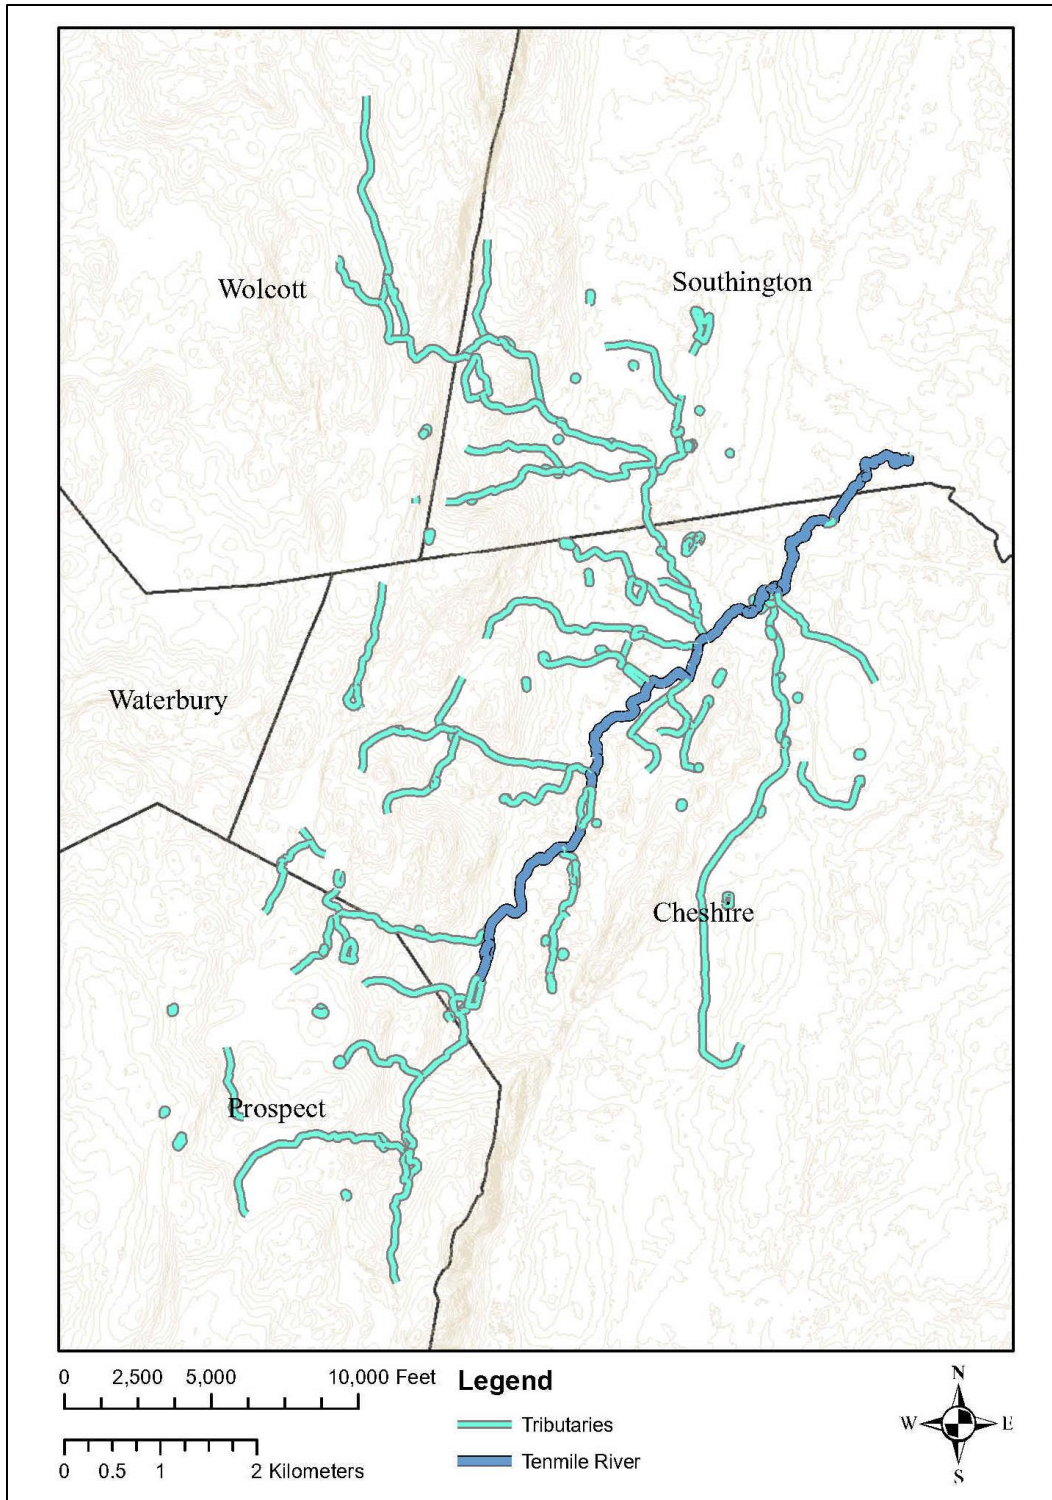 Wolcott
Southington
Waterbury
Cheshire
Prospect
0 2,500 5,000 10,000 Feet
Legend
Tributaries
Tenmile River
0 0.5 1 2 Kilometers
N
W E
S